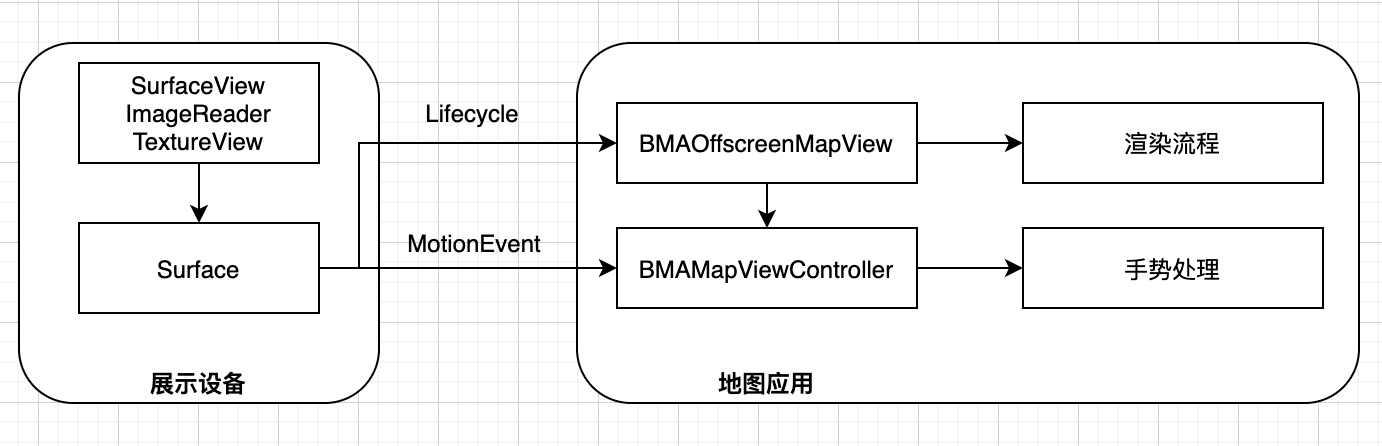 SurfaceView
ImageReader
TextureView
Surface
展示设备
Lifecycle
MotionEvent
BMAOffscreenMapView
渲染流程
BMAMapViewController
手势处理
地图应用